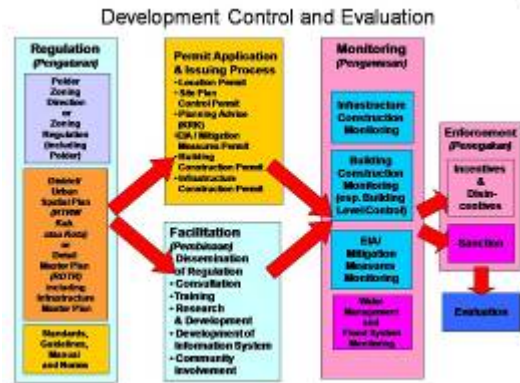 Development Control and Evaluation
Regulation
(Pengaturan)
Polder
Zoning
Direction
or
Zoning
Regulation
(including
Polder)
District/
Urban
Spatial Plan
(RTRW
Kab
atau Kota)
or
Detail
Master Plan
(RDTR)
including
Infrastructure
Master Plan
Standards,
Guidelines,
Manual
and Norms
Permit Application
& Issuing Process
• Location Permit
• Site Plan
Control Permit
• Planning Advise
(KRK)
• EIA / Mitigation
Measures Permit
• Building
Construction Permit
• Infrastructure
Construction Permit
Facilitation
(Pembinaan)
• Dissemination
of Regulation
• Consultation
• Training
• Research
& Development
• Development of
Information System
• Community
Involvement
Monitoring
(Pengawasan)
Infrastructure
Construction
Monitoring
Building
Construction
Monitoring
(esp. Building
Level Control)
EIA/
Mitigation
Measures Monitoring
Water
Management
and
Flood System
Monitoring
Enforcement
(Penegakan)
Incentives
&
Disin-
centives
Sanction
Evaluation